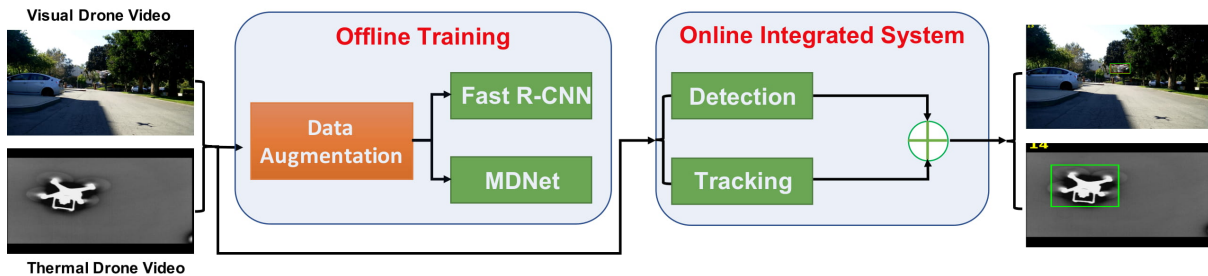 Visual Drone Video
Offline Training
Online Integrated System
Fast R-CNN
Detection
Data
Augmentation
MDNet
Tracking
14
Thermal Drone Video